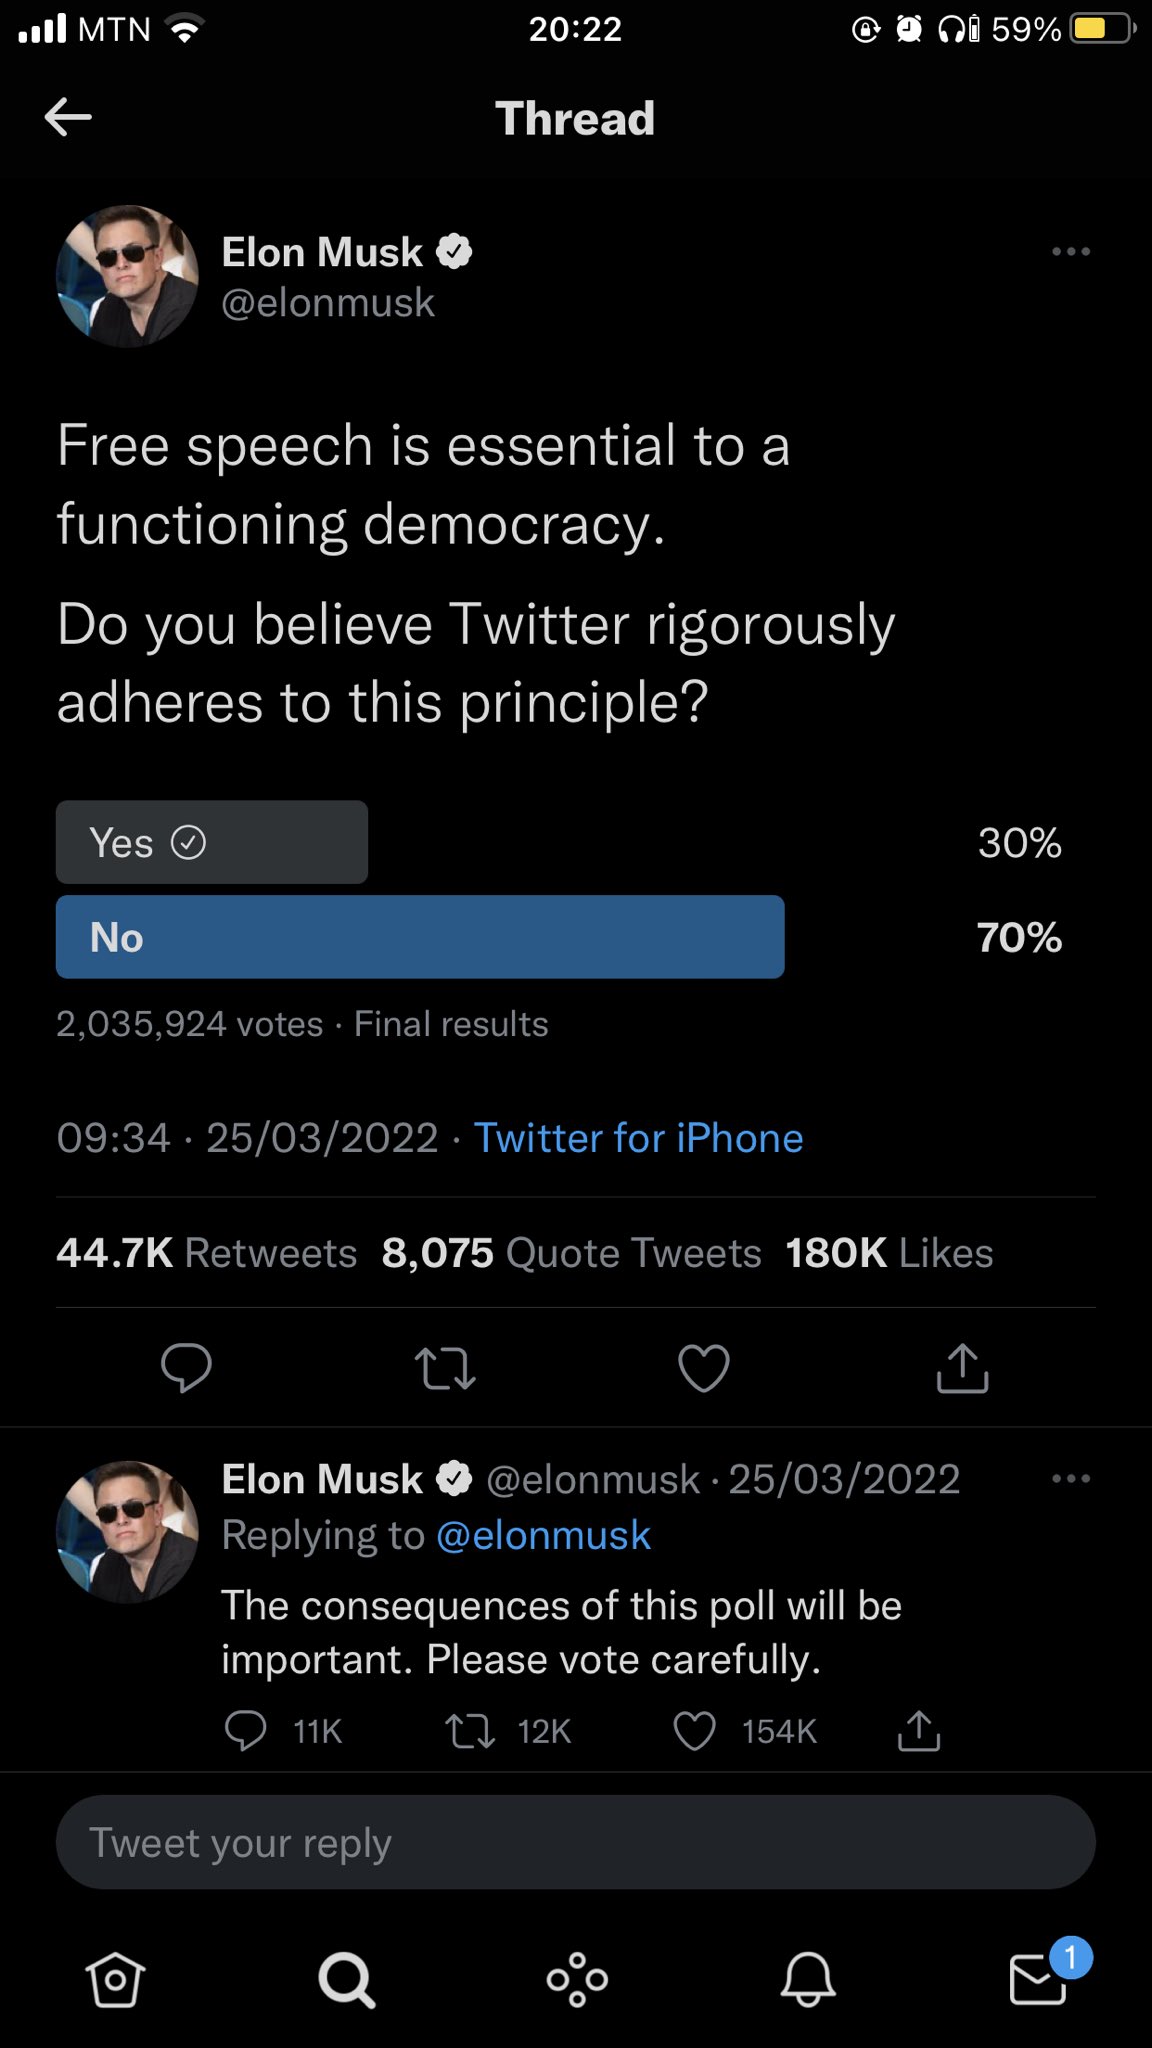 MTN 20:22 59%
Thread
Elon Musk
@elonmusk
Free speech is essential to a
functioning democracy.
Do you believe Twitter rigorously
adheres to this principle?
Yes 30%
No 70%
2,035,924 votes · Final results
09:34 · 25/03/2022 · Twitter for iPhone
44.7K Retweets 8,075 Quote Tweets 180K Likes
Elon Musk @elonmusk · 25/03/2022
Replying to @elonmusk
The consequences of this poll will be
important. Please vote carefully.
11K 12K 154K
Tweet your reply
1